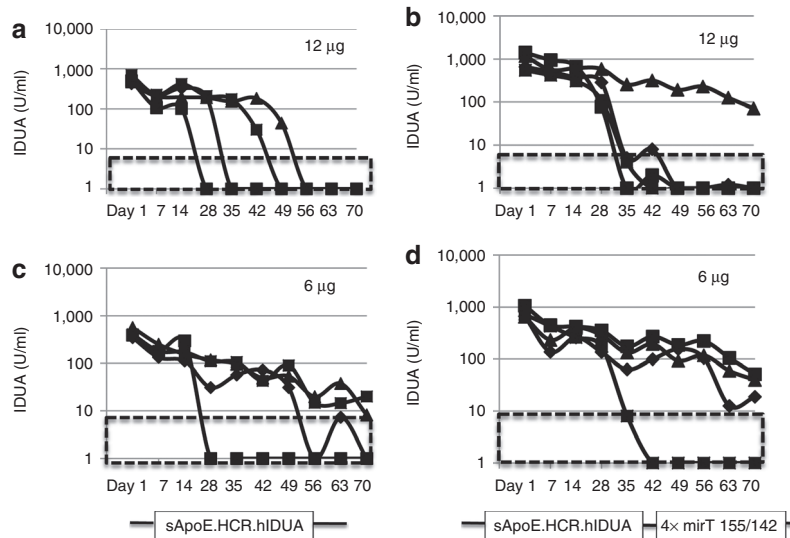 a
12 µg
IDUA (U/ml)
10,000
1,000
100
10
1
Day 1 7 14 28 35 42 49 56 63 70
b
12 µg
IDUA (U/ml)
10,000
1,000
100
10
1
Day 1 7 14 28 35 42 49 56 63 70
c
6 µg
IDUA (U/ml)
10,000
1,000
100
10
1
Day 1 7 14 28 35 42 49 56 63 70
sApoE.HCR.hIDUA
d
6 µg
IDUA (U/ml)
10,000
1,000
100
10
1
Day 1 7 14 28 35 42 49 56 63 70
sApoE.HCR.hIDUA 4× mirT 155/142